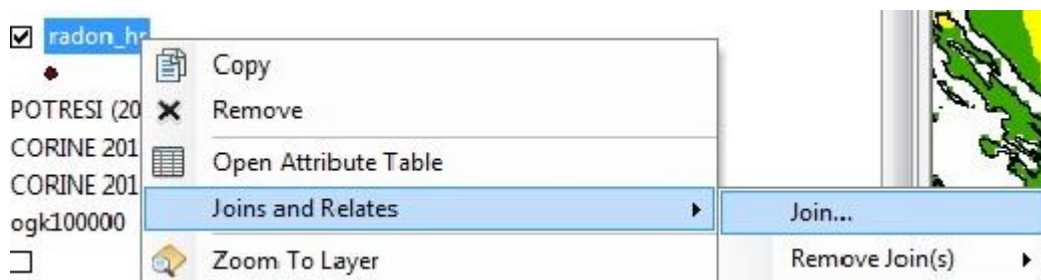 radon_hr
Copy
POTRESI (20
Remove
CORINE 201
Open Attribute Table
CORINE 201
Joins and Relates
Join...
ogk100000
Zoom To Layer
Remove Join(s)